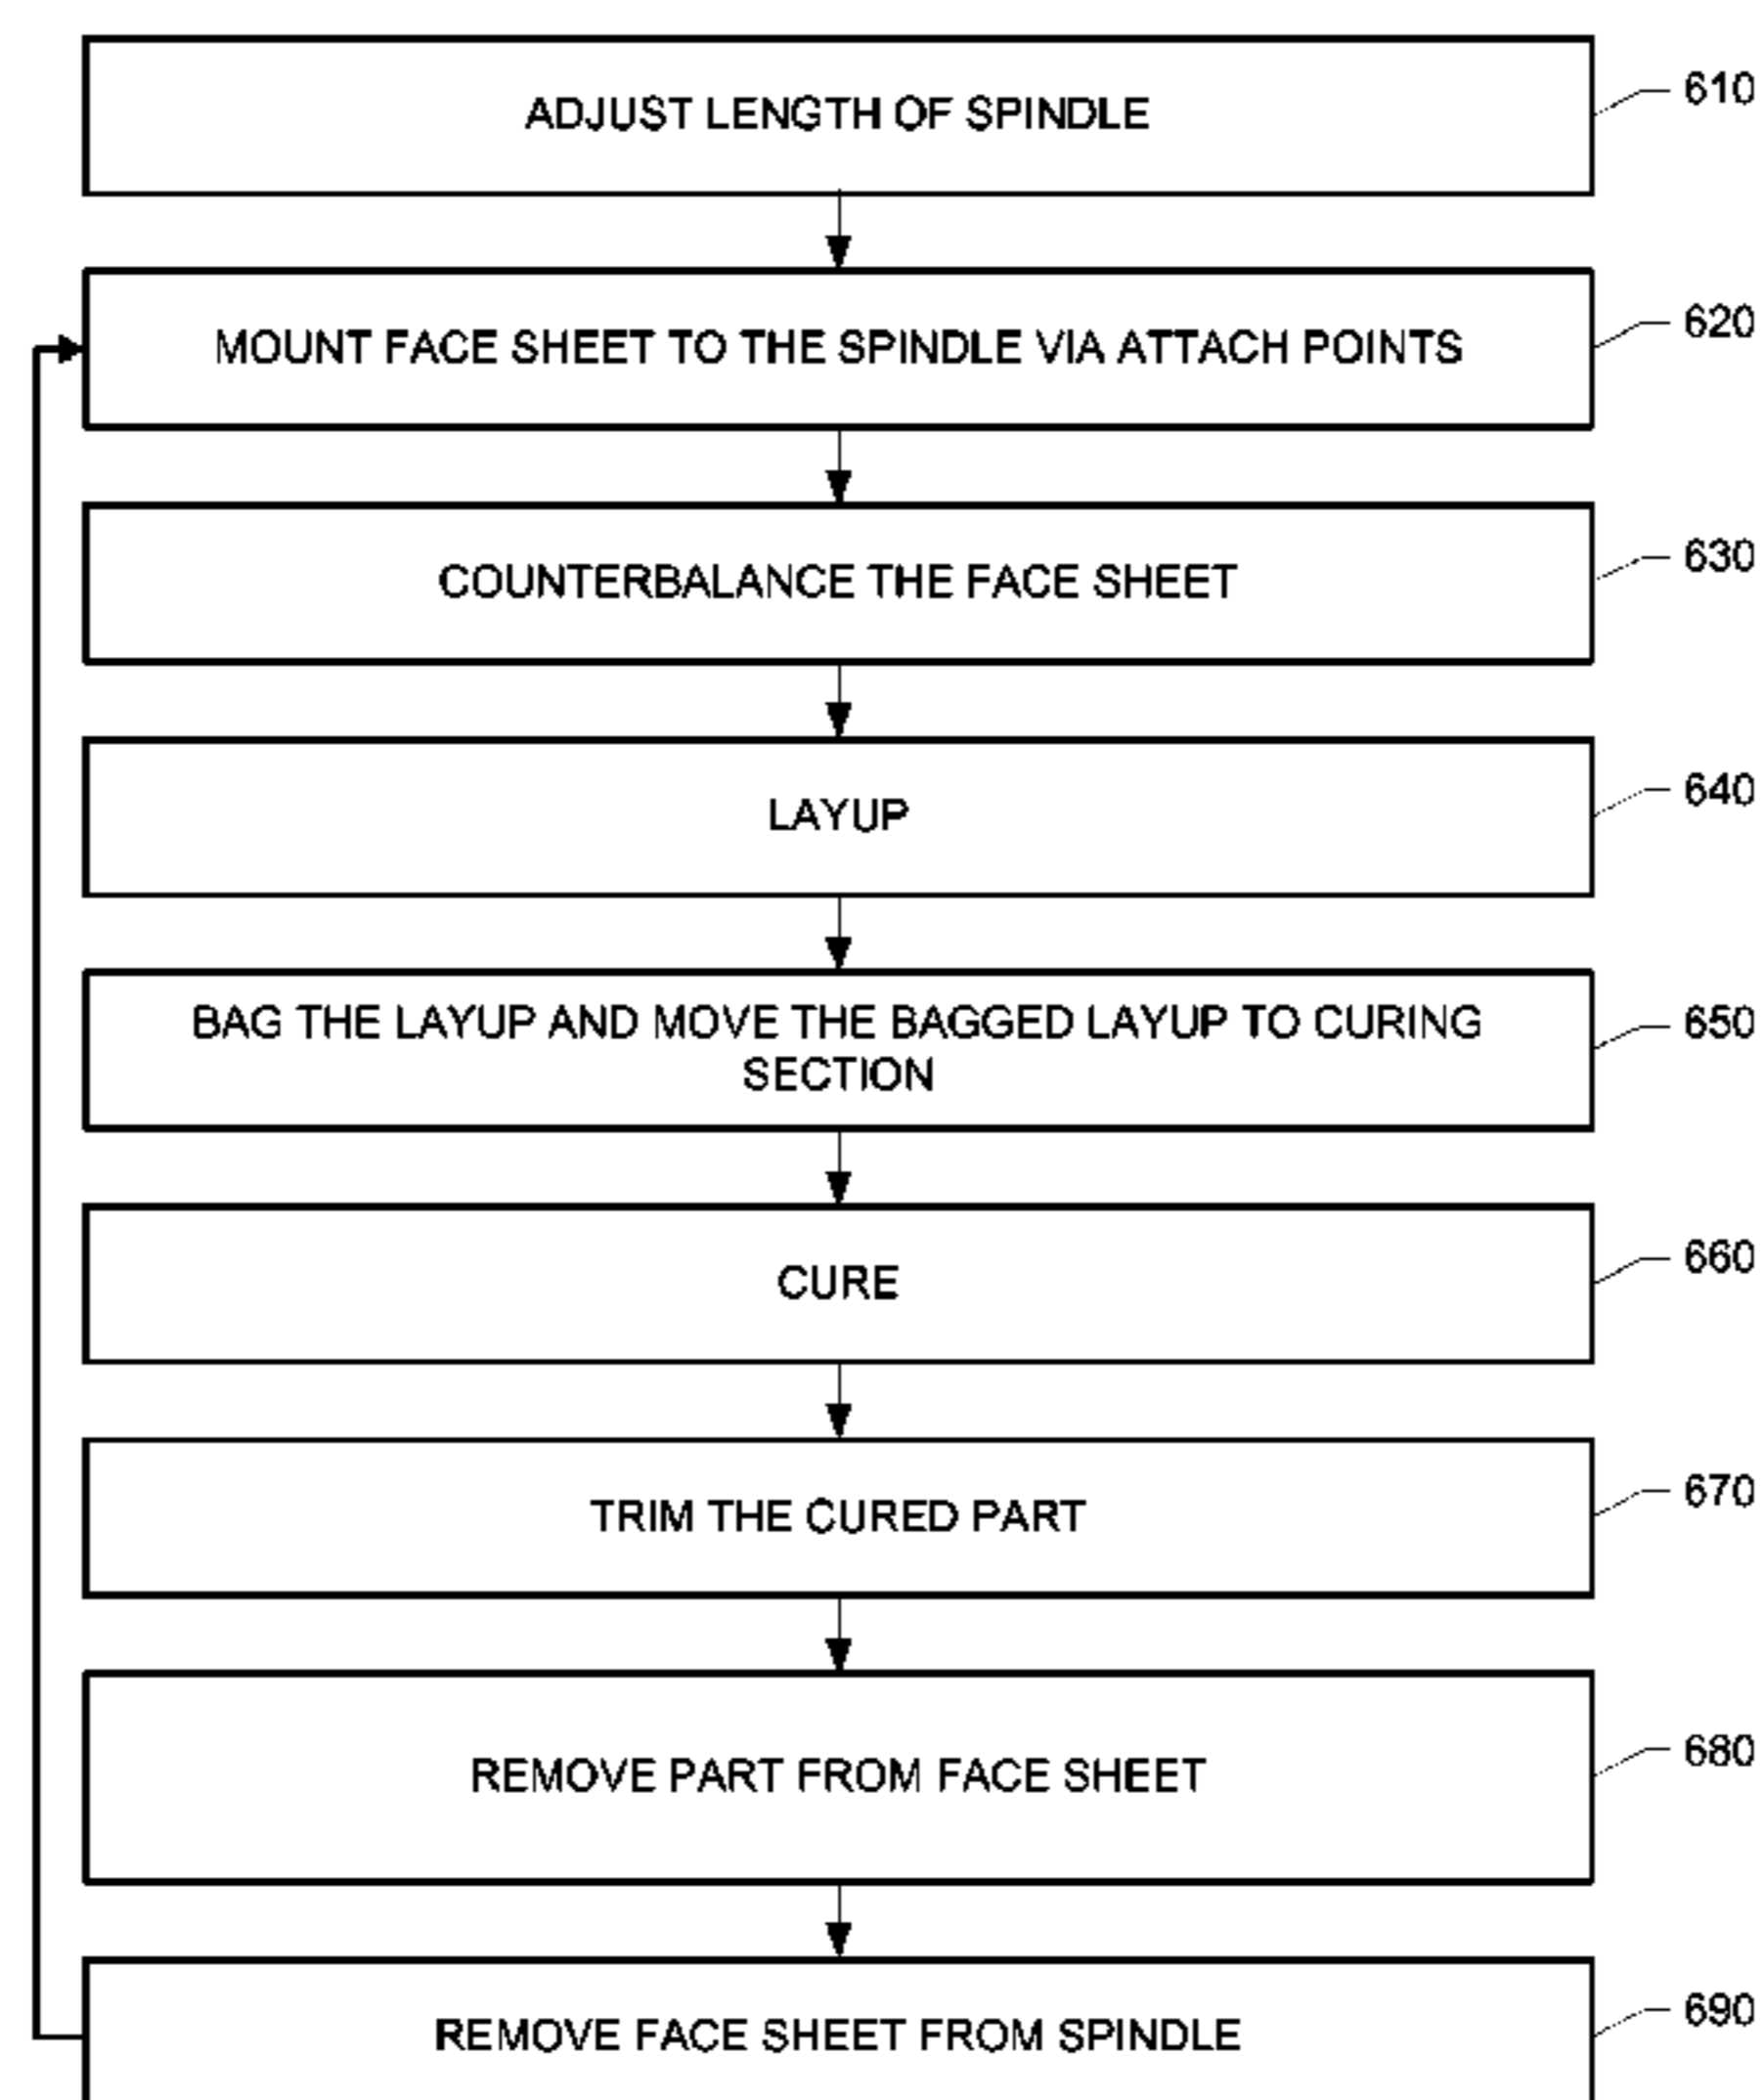 ADJUST LENGTH OF SPINDLE
610
MOUNT FACE SHEET TO THE SPINDLE VIA ATTACH POINTS
620
COUNTERBALANCE THE FACE SHEET
630
LAYUP
640
BAG THE LAYUP AND MOVE THE BAGGED LAYUP TO CURING
SECTION
650
CURE
660
TRIM THE CURED PART
670
REMOVE PART FROM FACE SHEET
680
REMOVE FACE SHEET FROM SPINDLE
690